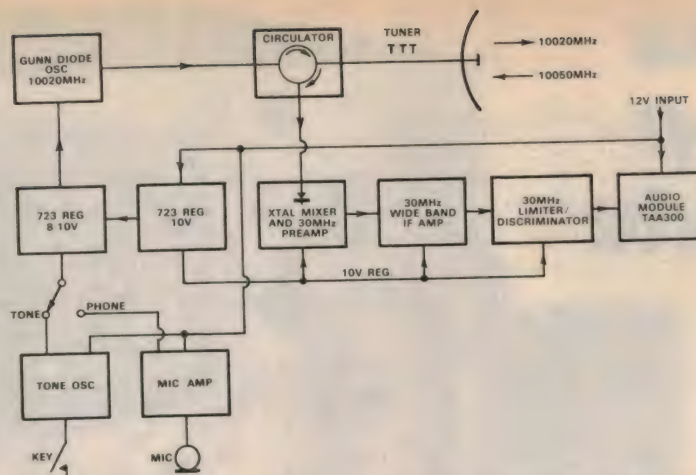 GUNN DIODE
OSC
10020MHz
CIRCULATOR
TUNER
TTT
10020MHz
10050MHz
12V INPUT
723 REG
8 10V
723 REG
10V
XTAL MIXER
AND 30MHz
PREAMP
30MHz
WIDE BAND
IF AMP
30MHz
LIMITER/
DISCRIMINATOR
AUDIO
MODULE
TAA300
10V REG
TONE
PHONE
TONE OSC
MIC AMP
KEY
MIC